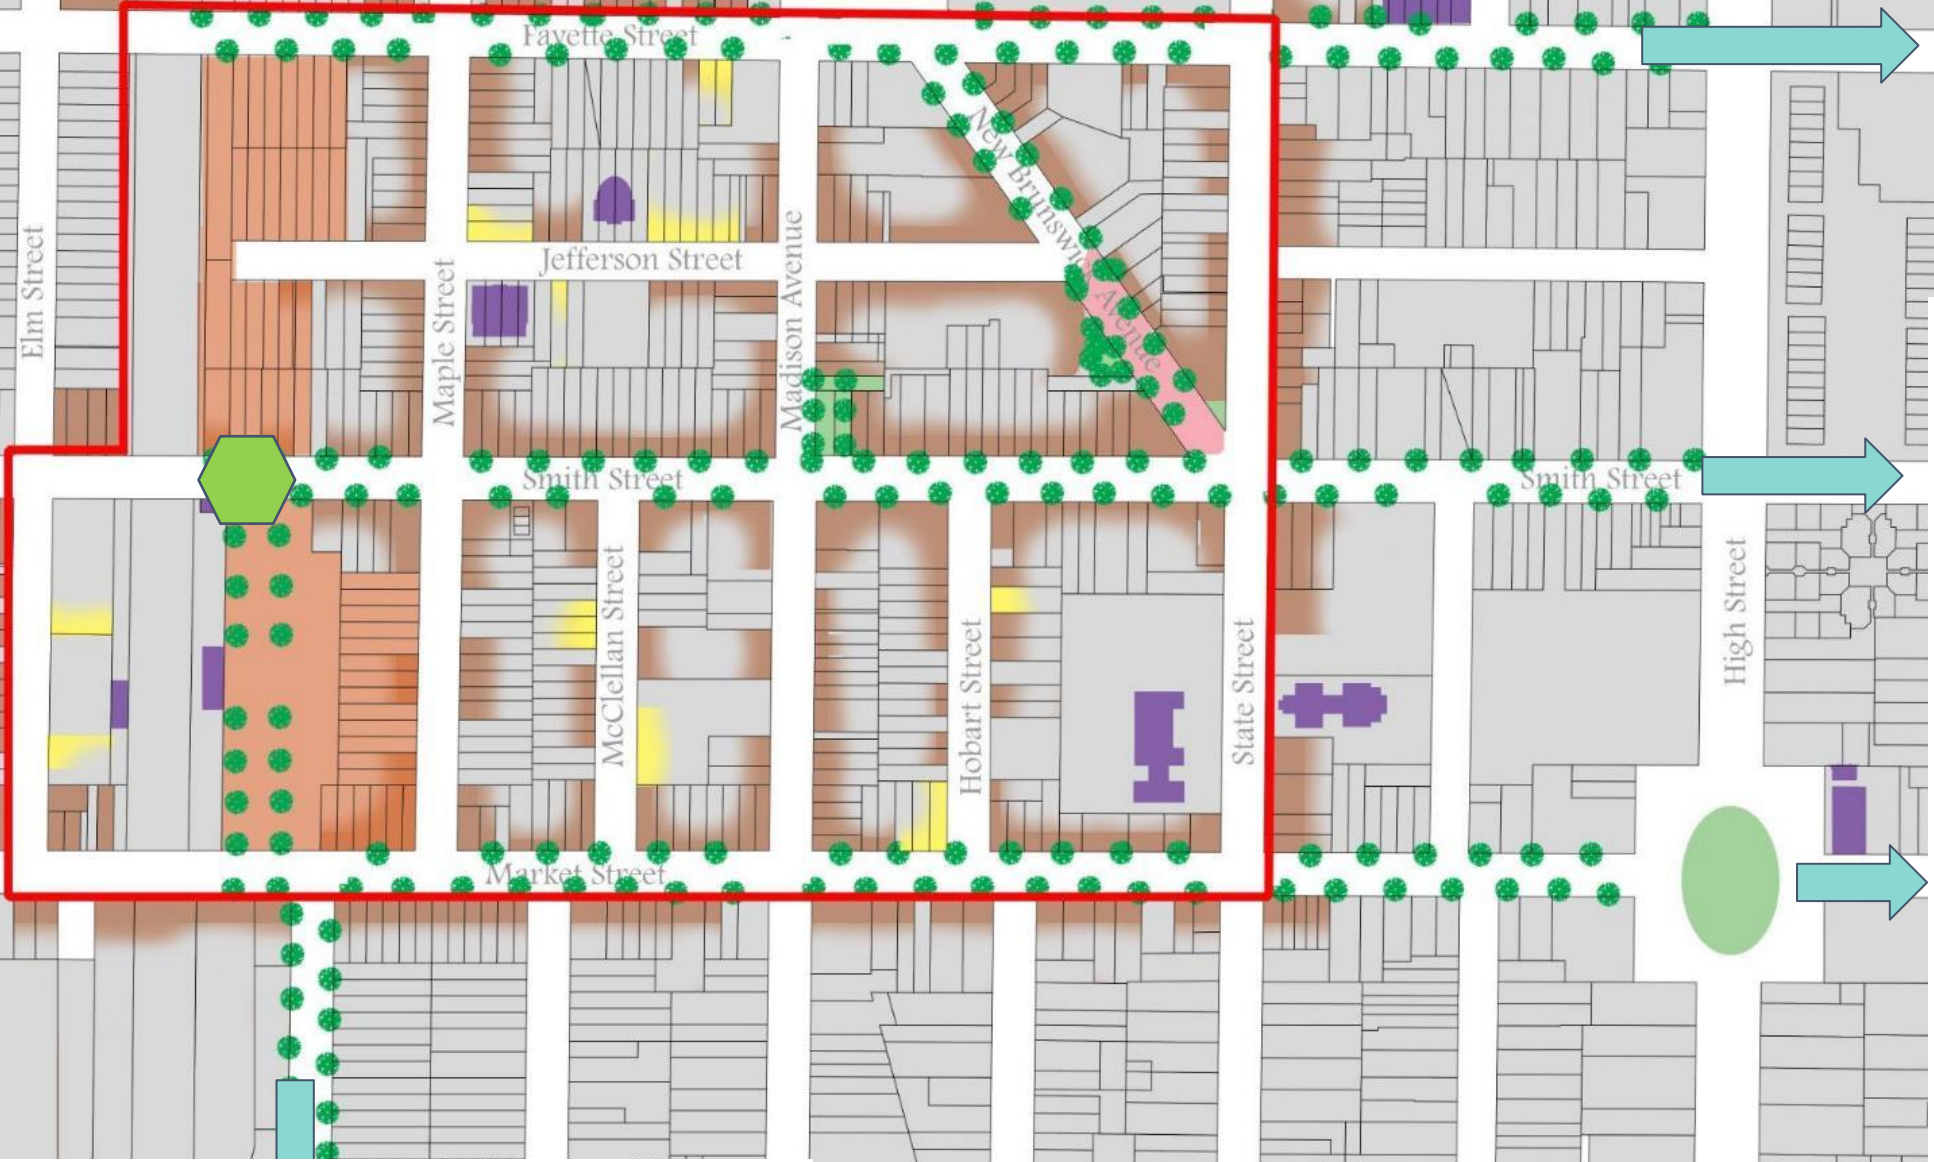 Fayette Street
New Brunswick Avenue
Elm Street
Maple Street
Jefferson Street
Madison Avenue
Smith Street
Smith Street
McClellan Street
Hobart Street
State Street
High Street
Market Street